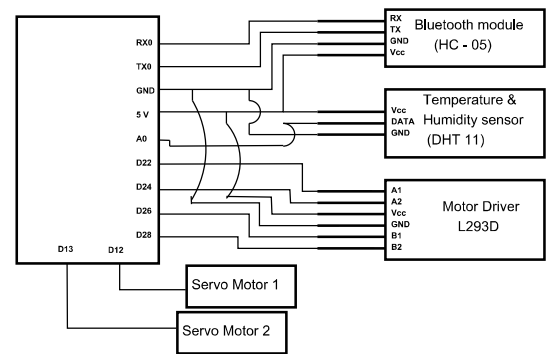 RX0
TX0
GND
5 V
A0
D22
D24
D26
D28
D13 D12
RX
TX
GND
Vcc
Bluetooth module
(HC - 05)
Vcc
DATA
GND
Temperature &
Humidity sensor
(DHT 11)
A1
A2
Vcc
GND
B1
B2
Motor Driver
L293D
Servo Motor 1
Servo Motor 2